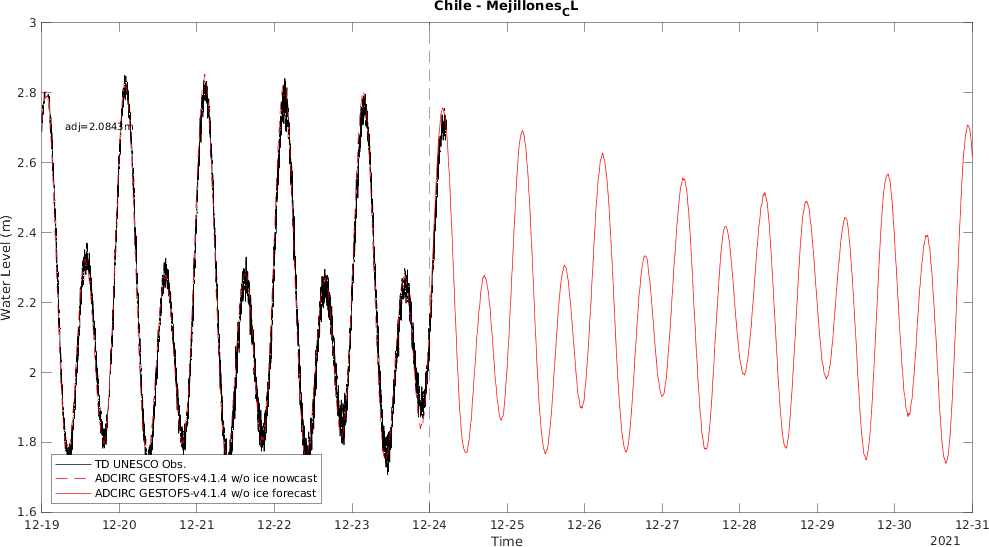 Chile - Mejillones_CL
3
2.8
2.6
2.4
2.2
2
1.8
1.6
Water Level (m)
adj=2.0843m
TD UNESCO Obs.
ADCIRC GESTOFS-v4.1.4 w/o ice nowcast
ADCIRC GESTOFS-v4.1.4 w/o ice forecast
12-19 12-20 12-21 12-22 12-23 12-24 12-25 12-26 12-27 12-28 12-29 12-30 12-31
Time
2021